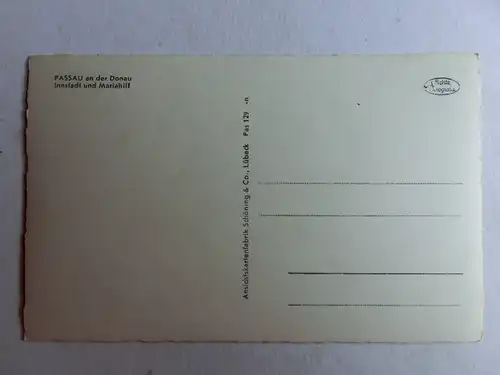 PASSAU an der Donau
Innstadt und Mariahilf
Ansichtskartenfabrik Schöning & Co., Lübeck Pas 129 -n